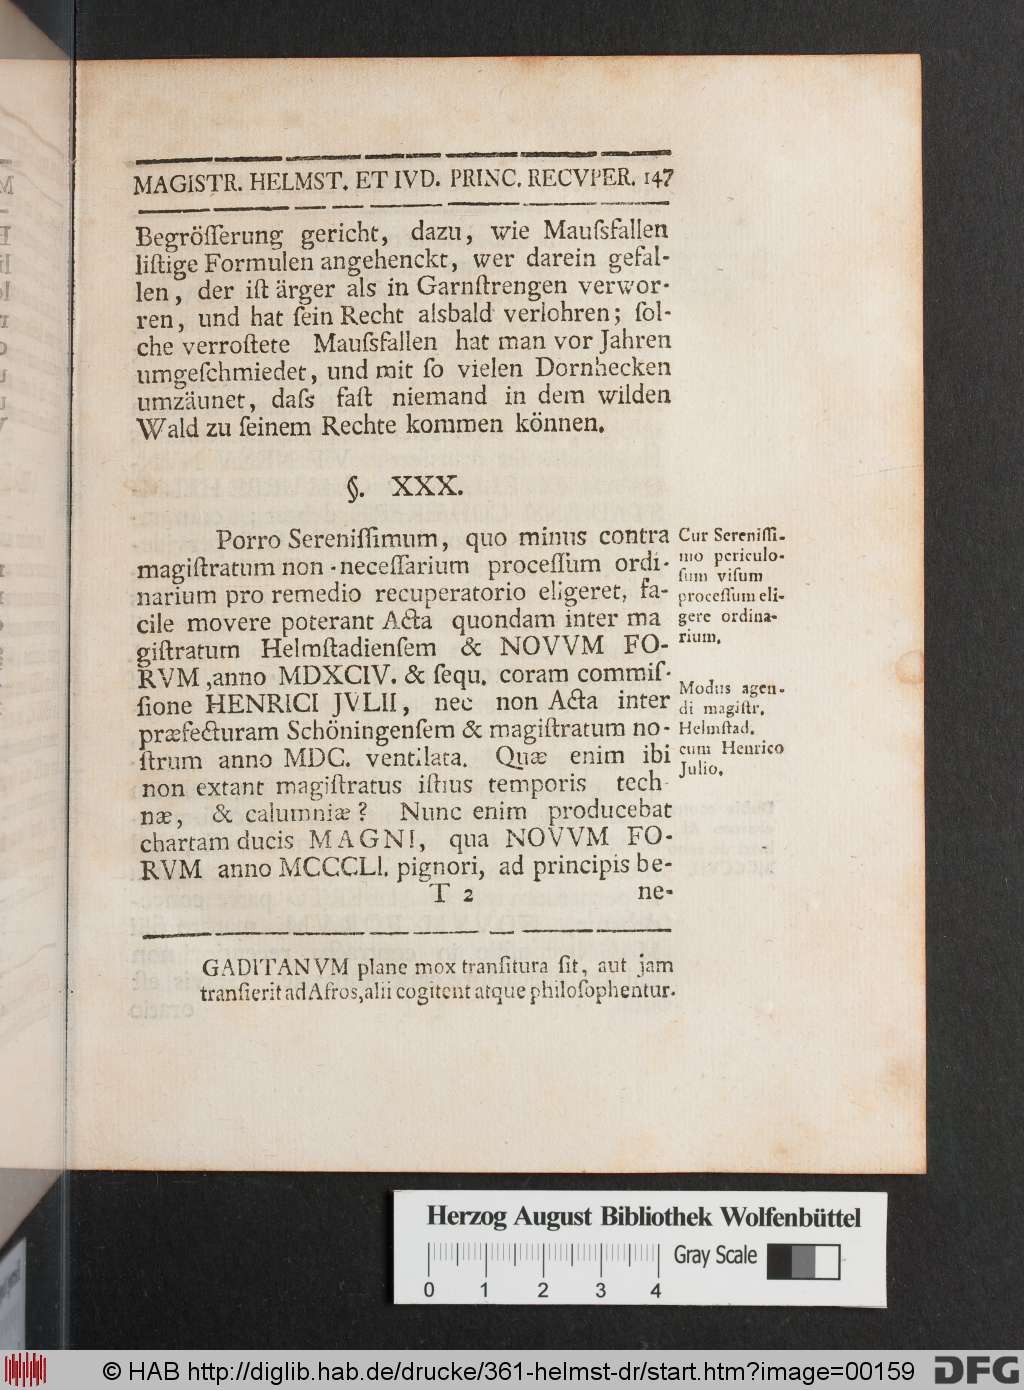 MAGISTR. HELMST. ET IVD. PRINC. RECVPER. 147
Begröſſerung gericht, dazu, wie Mauſsfallen
liſtige Formulen angehenckt, wer darein gefal-
len, der iſt ärger als in Garnſtrengen verwor-
ren, und hat ſein Recht alsbald verlohren; ſol-
che verroſtete Mauſsfallen hat man vor Jahren
umgeſchmiedet, und mit ſo vielen Dornhecken
umzäunet, daſs faſt niemand in dem wilden
Wald zu ſeinem Rechte kommen können.
§. XXX.
Porro Sereniſſimum, quo minus contra
magiſtratum non-neceſſarium proceſſum ordi-
narium pro remedio recuperatorio eligeret, fa-
cile movere poterant Acta quondam inter ma
giſtratum Helmſtadienſem & NOVVM FO-
RVM, anno MDXCIV. & ſequ. coram commiſ-
ſione HENRICI JVLII, nec non Acta inter
præfecturam Schöningenſem & magiſtratum no-
ſtrum anno MDC. ventilata. Quæ enim ibi
non extant magiſtratus iſtius temporis tech
næ, & calumniæ? Nunc enim producebat
chartam ducis MAGNI, qua NOVVM FO-
RVM anno MCCCLI. pignori, ad principis be-
T 2 ne-
Cur Sereniſſi-
mo periculo-
ſum viſum
proceſſum eli-
gere ordina-
rium.
Modus agen-
di magiſtr.
Helmſtad.
cum Henrico
Julio.
GADITANVM plane mox tranſitura ſit, aut jam
tranſierit ad Afros, alii cogitent atque philoſophentur.
Herzog August Bibliothek Wolfenbüttel
Gray Scale
0 1 2 3 4
© HAB http://diglib.hab.de/drucke/361-helmst-dr/start.htm?image=00159
DFG